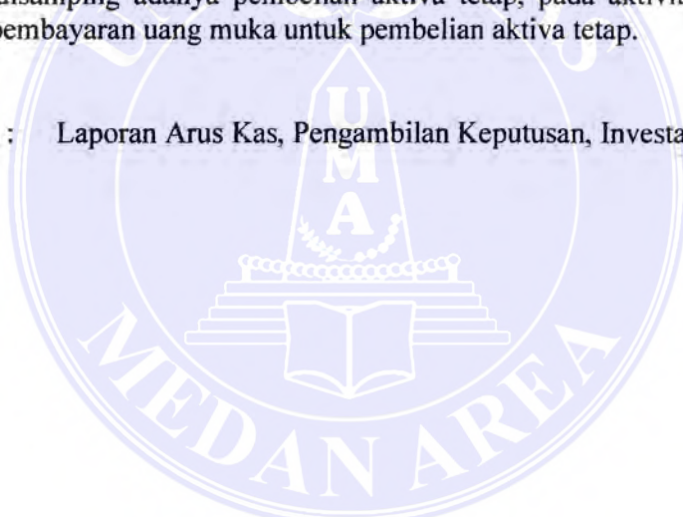 disamping adanya pembelian aktiva tetap, pada
pembayaran uang muka untuk pembelian aktiva tetap.
: Laporan Arus Kas, Pengambilan Keputusan,
UMA
MEDAN AREA